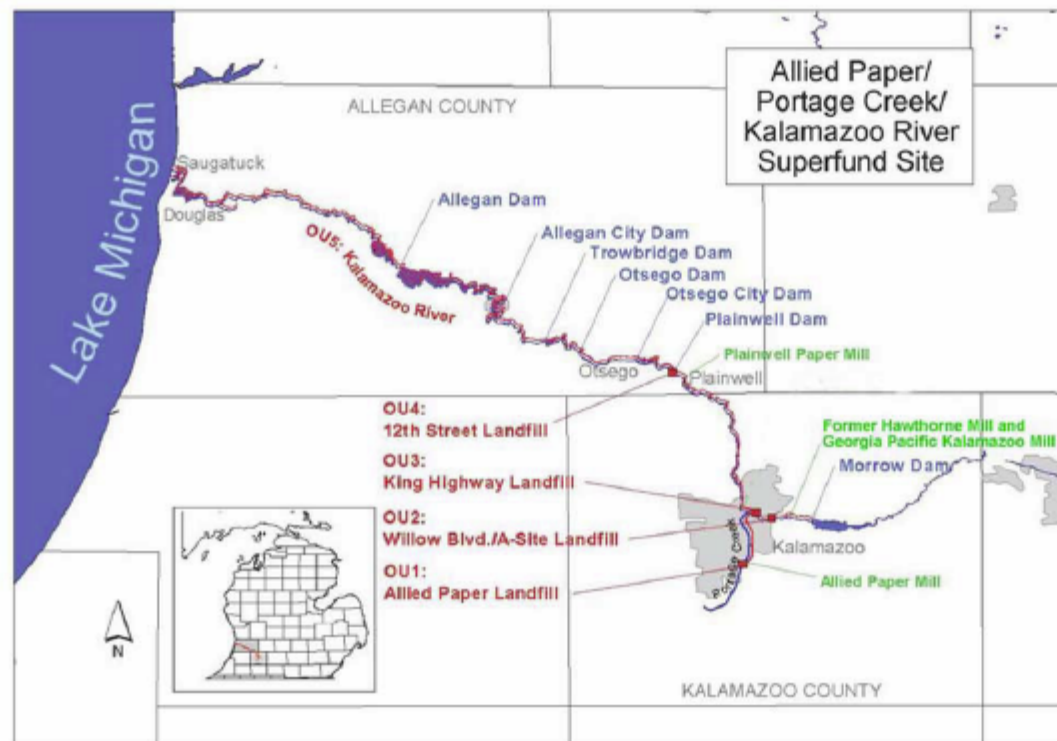 Allied Paper/
Portage Creek/
Kalamazoo River
Superfund Site
ALLEGAN COUNTY
Lake Michigan
Saugatuck
Douglas
Allegan Dam
OU5: Kalamazoo River
Allegan City Dam
Trowbridge Dam
Otsego Dam
Otsego City Dam
Plainwell Dam
Plainwell Paper Mill
Otsego
Plainwell
OU4:
12th Street Landfill
Former Hawthorne Mill and
Georgia Pacific Kalamazoo Mill
OU3:
King Highway Landfill
Morrow Dam
OU2:
Willow Blvd./A-Site Landfill
Kalamazoo
Portage Creek
OU1:
Allied Paper Landfill
Allied Paper Mill
N
KALAMAZOO COUNTY